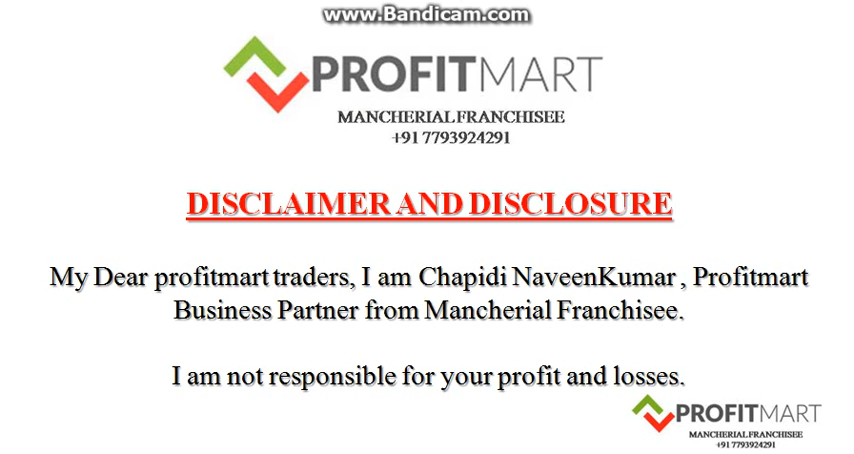 www.Bandicam.com
PROFITMART
MANCHERIAL FRANCHISEE
+91 7793924291
DISCLAIMER AND DISCLOSURE
My Dear profitmart traders, I am Chapidi NaveenKumar , Profitmart
Business Partner from Mancherial Franchisee.
I am not responsible for your profit and losses.
PROFITMART
MANCHERIAL FRANCHISEE
+91 7793924291